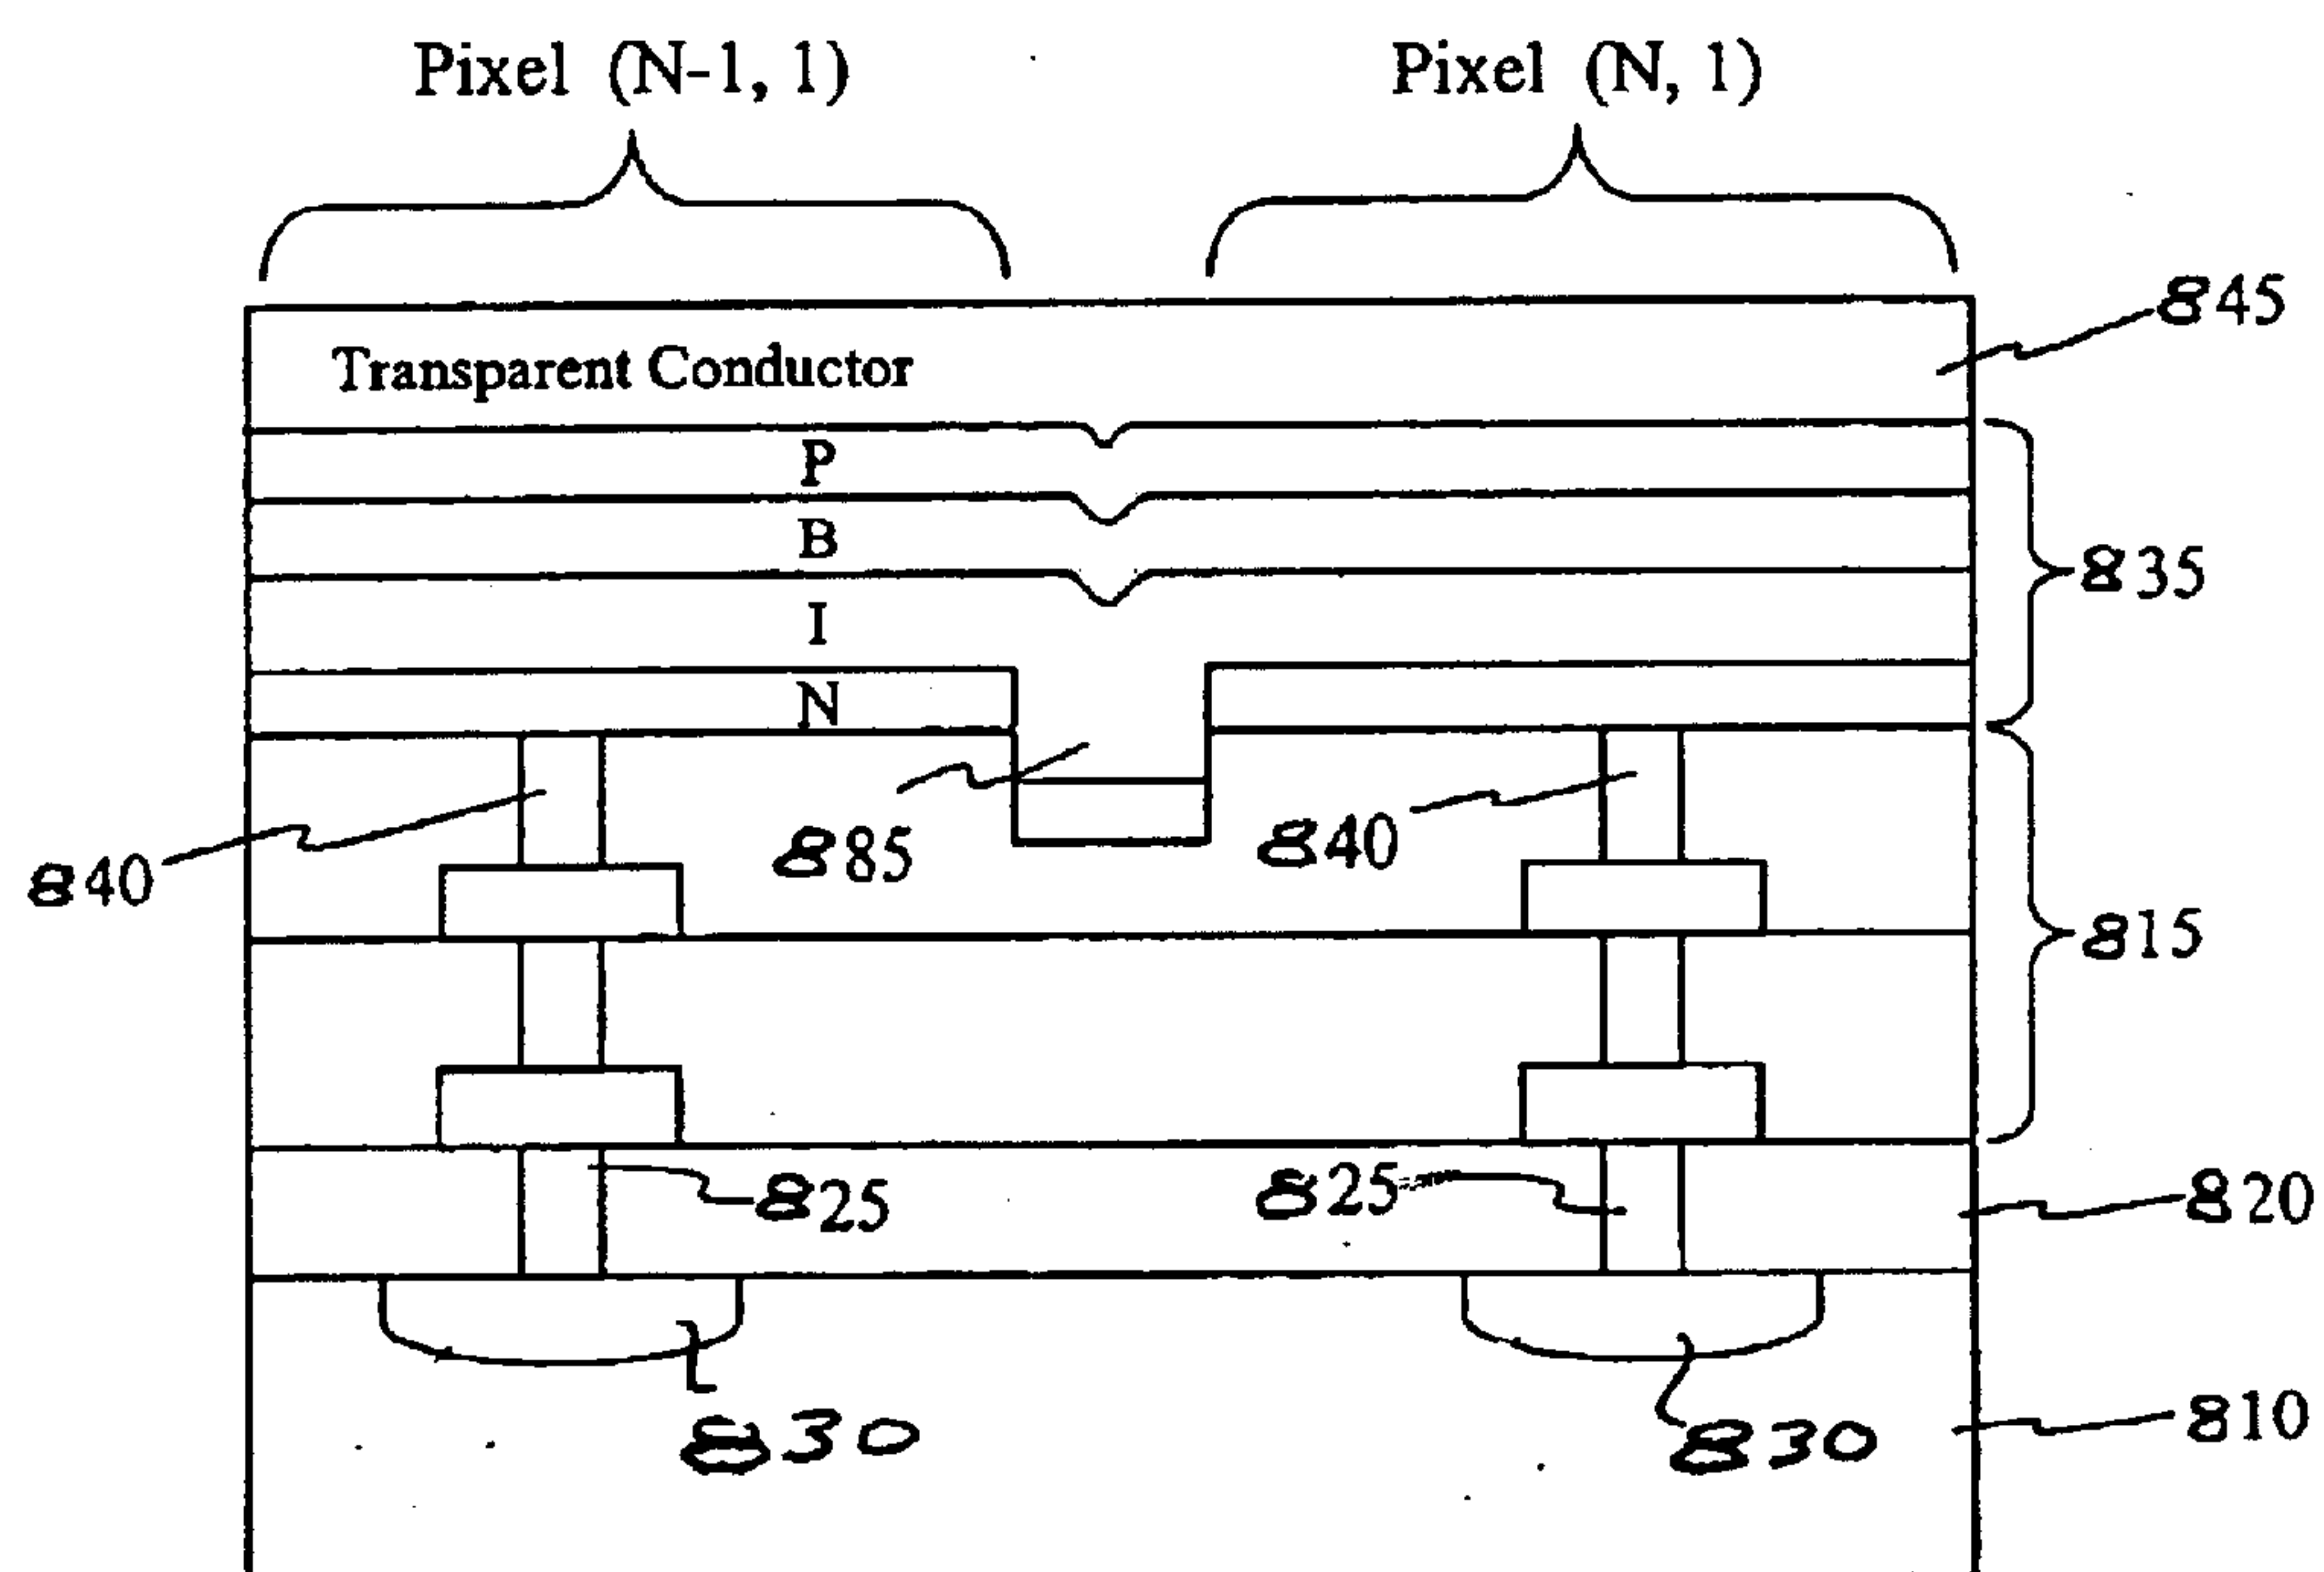 Pixel (N-1, 1)
Pixel (N, 1)
845
Transparent Conductor
P
B
835
I
N
840
885
840
815
825
825
820
830
830
810